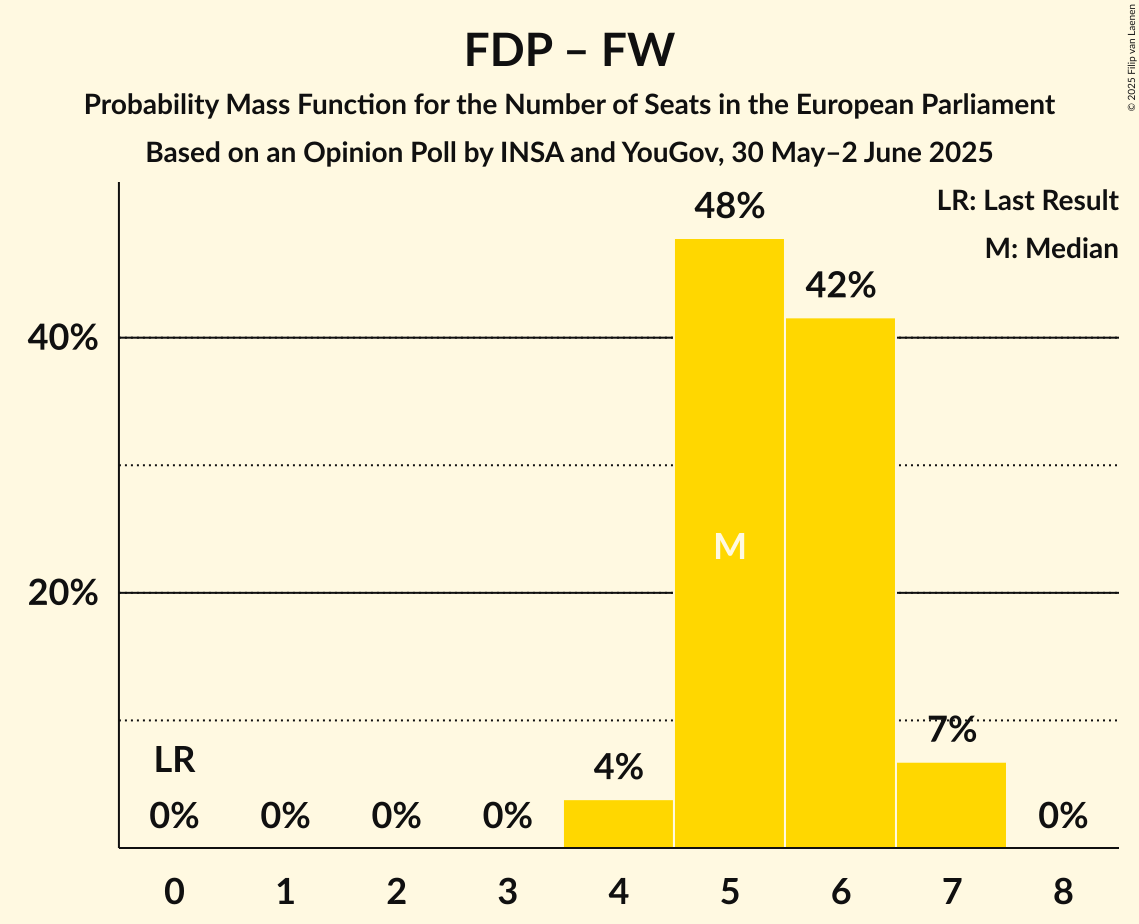 FDP – FW
Probability Mass Function for the Number of Seats in the European Parliament
Based on an Opinion Poll by INSA and YouGov, 30 May–2 June 2025
© 2025 Filip van Laenen
LR: Last Result
M: Median
48%
42%
40%
M
20%
7%
LR
4%
0% 0% 0% 0% 0%
0 1 2 3 4 5 6 7 8